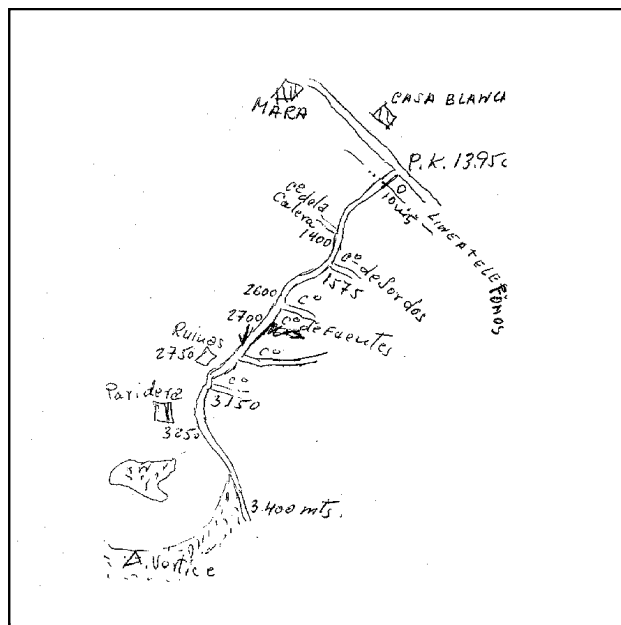 CASA BLANCA
MARA
P.K. 13.950
LINEA TELEFONOS
Cº de la
Calera
1400
Cº de Sordos
1575
2600
Cº
2700
Cº de Fuentes
Ruinas
2750
Cº
Cº
3150
Paridera
3250
3.400 mts.
Δ. Vertice